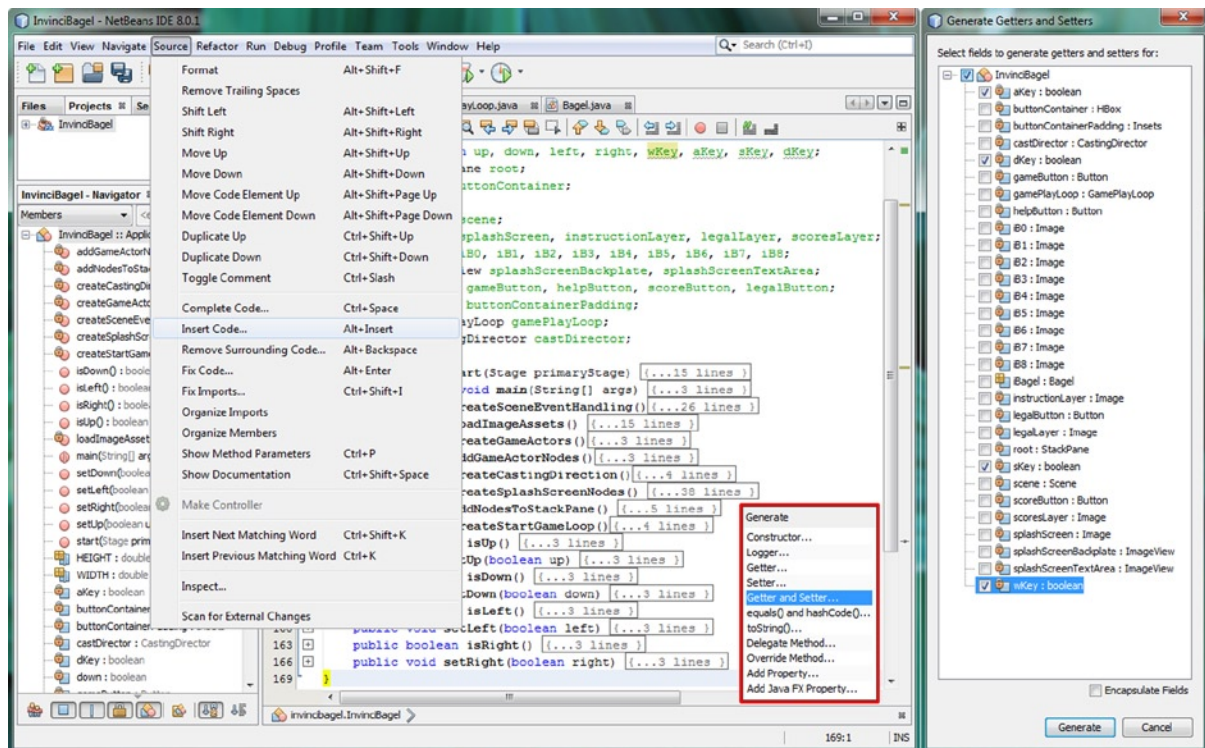 InvinciBagel - NetBeans IDE 8.0.1
File Edit View Navigate Source Refactor Run Debug Profile Team Tools Window Help
Search (Ctrl+I)
Format Alt+Shift+F
Remove Trailing Spaces
Shift Left Alt+Shift+Left
Shift Right Alt+Shift+Right
Move Up Alt+Shift+Up
Move Down Alt+Shift+Down
Move Code Element Up Alt+Shift+Page Up
Move Code Element Down Alt+Shift+Page Down
Duplicate Up Ctrl+Shift+Up
Duplicate Down Ctrl+Shift+Down
Toggle Comment Ctrl+Slash
Complete Code... Ctrl+Space
Insert Code... Alt+Insert
Remove Surrounding Code... Alt+Backspace
Fix Code... Alt+Enter
Fix Imports... Ctrl+Shift+I
Organize Imports
Organize Members
Show Method Parameters Ctrl+P
Show Documentation Ctrl+Shift+Space
Make Controller
Insert Next Matching Word Ctrl+Shift+K
Insert Previous Matching Word Ctrl+K
Inspect...
Scan for External Changes
Files Projects Se
InvinciBagel
InvinciBagel - Navigator
Members
InvinciBagel :: Applic
addGameActorN
addNodesToSta
createCastingDi
createGameActo
createSceneEve
createSplashScr
createStartGam
isDown() : boole
isLeft() : boolea
isRight() : boole
isUp() : boolean
loadImageAsset
main(String[] arg
setDown(boolea
setLeft(boolean
setRight(boolea
setUp(boolean u
start(Stage prim
HEIGHT : double
WIDTH : double
aKey : boolean
buttonContainer
buttonContainer
castDirector : CastingDirector
dKey : boolean
down : boolean
ayLoop.java Bagel.java
up, down, left, right, wKey, aKey, sKey, dKey;
ane root;
uttonContainer;
scene;
splashScreen, instructionLayer, legalLayer, scoresLayer;
iB0, iB1, iB2, iB3, iB4, iB5, iB6, iB7, iB8;
ew splashScreenBackplate, splashScreenTextArea;
gameButton, helpButton, scoreButton, legalButton;
buttonContainerPadding;
ayLoop gamePlayLoop;
gDirector castDirector;
art(Stage primaryStage) {...15 lines }
void main(String[] args) {...3 lines }
reateSceneEventHandling() {...26 lines }
oadImageAssets() {...15 lines }
reateGameActors() {...3 lines }
ddGameActorNodes() {...3 lines }
reateCastingDirection() {...4 lines }
reateSplashScreenNodes() {...38 lines }
ddNodesToStackPane() {...5 lines }
reateStartGameLoop() {...4 lines }
isUp() {...3 lines }
tUp(boolean up) {...3 lines }
isDown() {...3 lines }
tDown(boolean down) {...3 lines }
isLeft() {...3 lines }
160 public void setLeft(boolean left) {...3 lines }
163 public boolean isRight() {...3 lines }
166 public void setRight(boolean right) {...3 lines }
169 }
invincibagel.InvinciBagel
169:1 INS
Generate
Constructor...
Logger...
Getter...
Setter...
Getter and Setter...
equals() and hashCode()...
toString()...
Delegate Method...
Override Method...
Add Property...
Add Java FX Property...
Generate Getters and Setters
Select fields to generate getters and setters for:
InvinciBagel
aKey : boolean
buttonContainer : HBox
buttonContainerPadding : Insets
castDirector : CastingDirector
dKey : boolean
gameButton : Button
gamePlayLoop : GamePlayLoop
helpButton : Button
iB0 : Image
iB1 : Image
iB2 : Image
iB3 : Image
iB4 : Image
iB5 : Image
iB6 : Image
iB7 : Image
iB8 : Image
iBagel : Bagel
instructionLayer : Image
legalButton : Button
legalLayer : Image
root : StackPane
sKey : boolean
scene : Scene
scoreButton : Button
scoresLayer : Image
splashScreen : Image
splashScreenBackplate : ImageView
splashScreenTextArea : ImageView
wKey : boolean
Encapsulate Fields
Generate Cancel